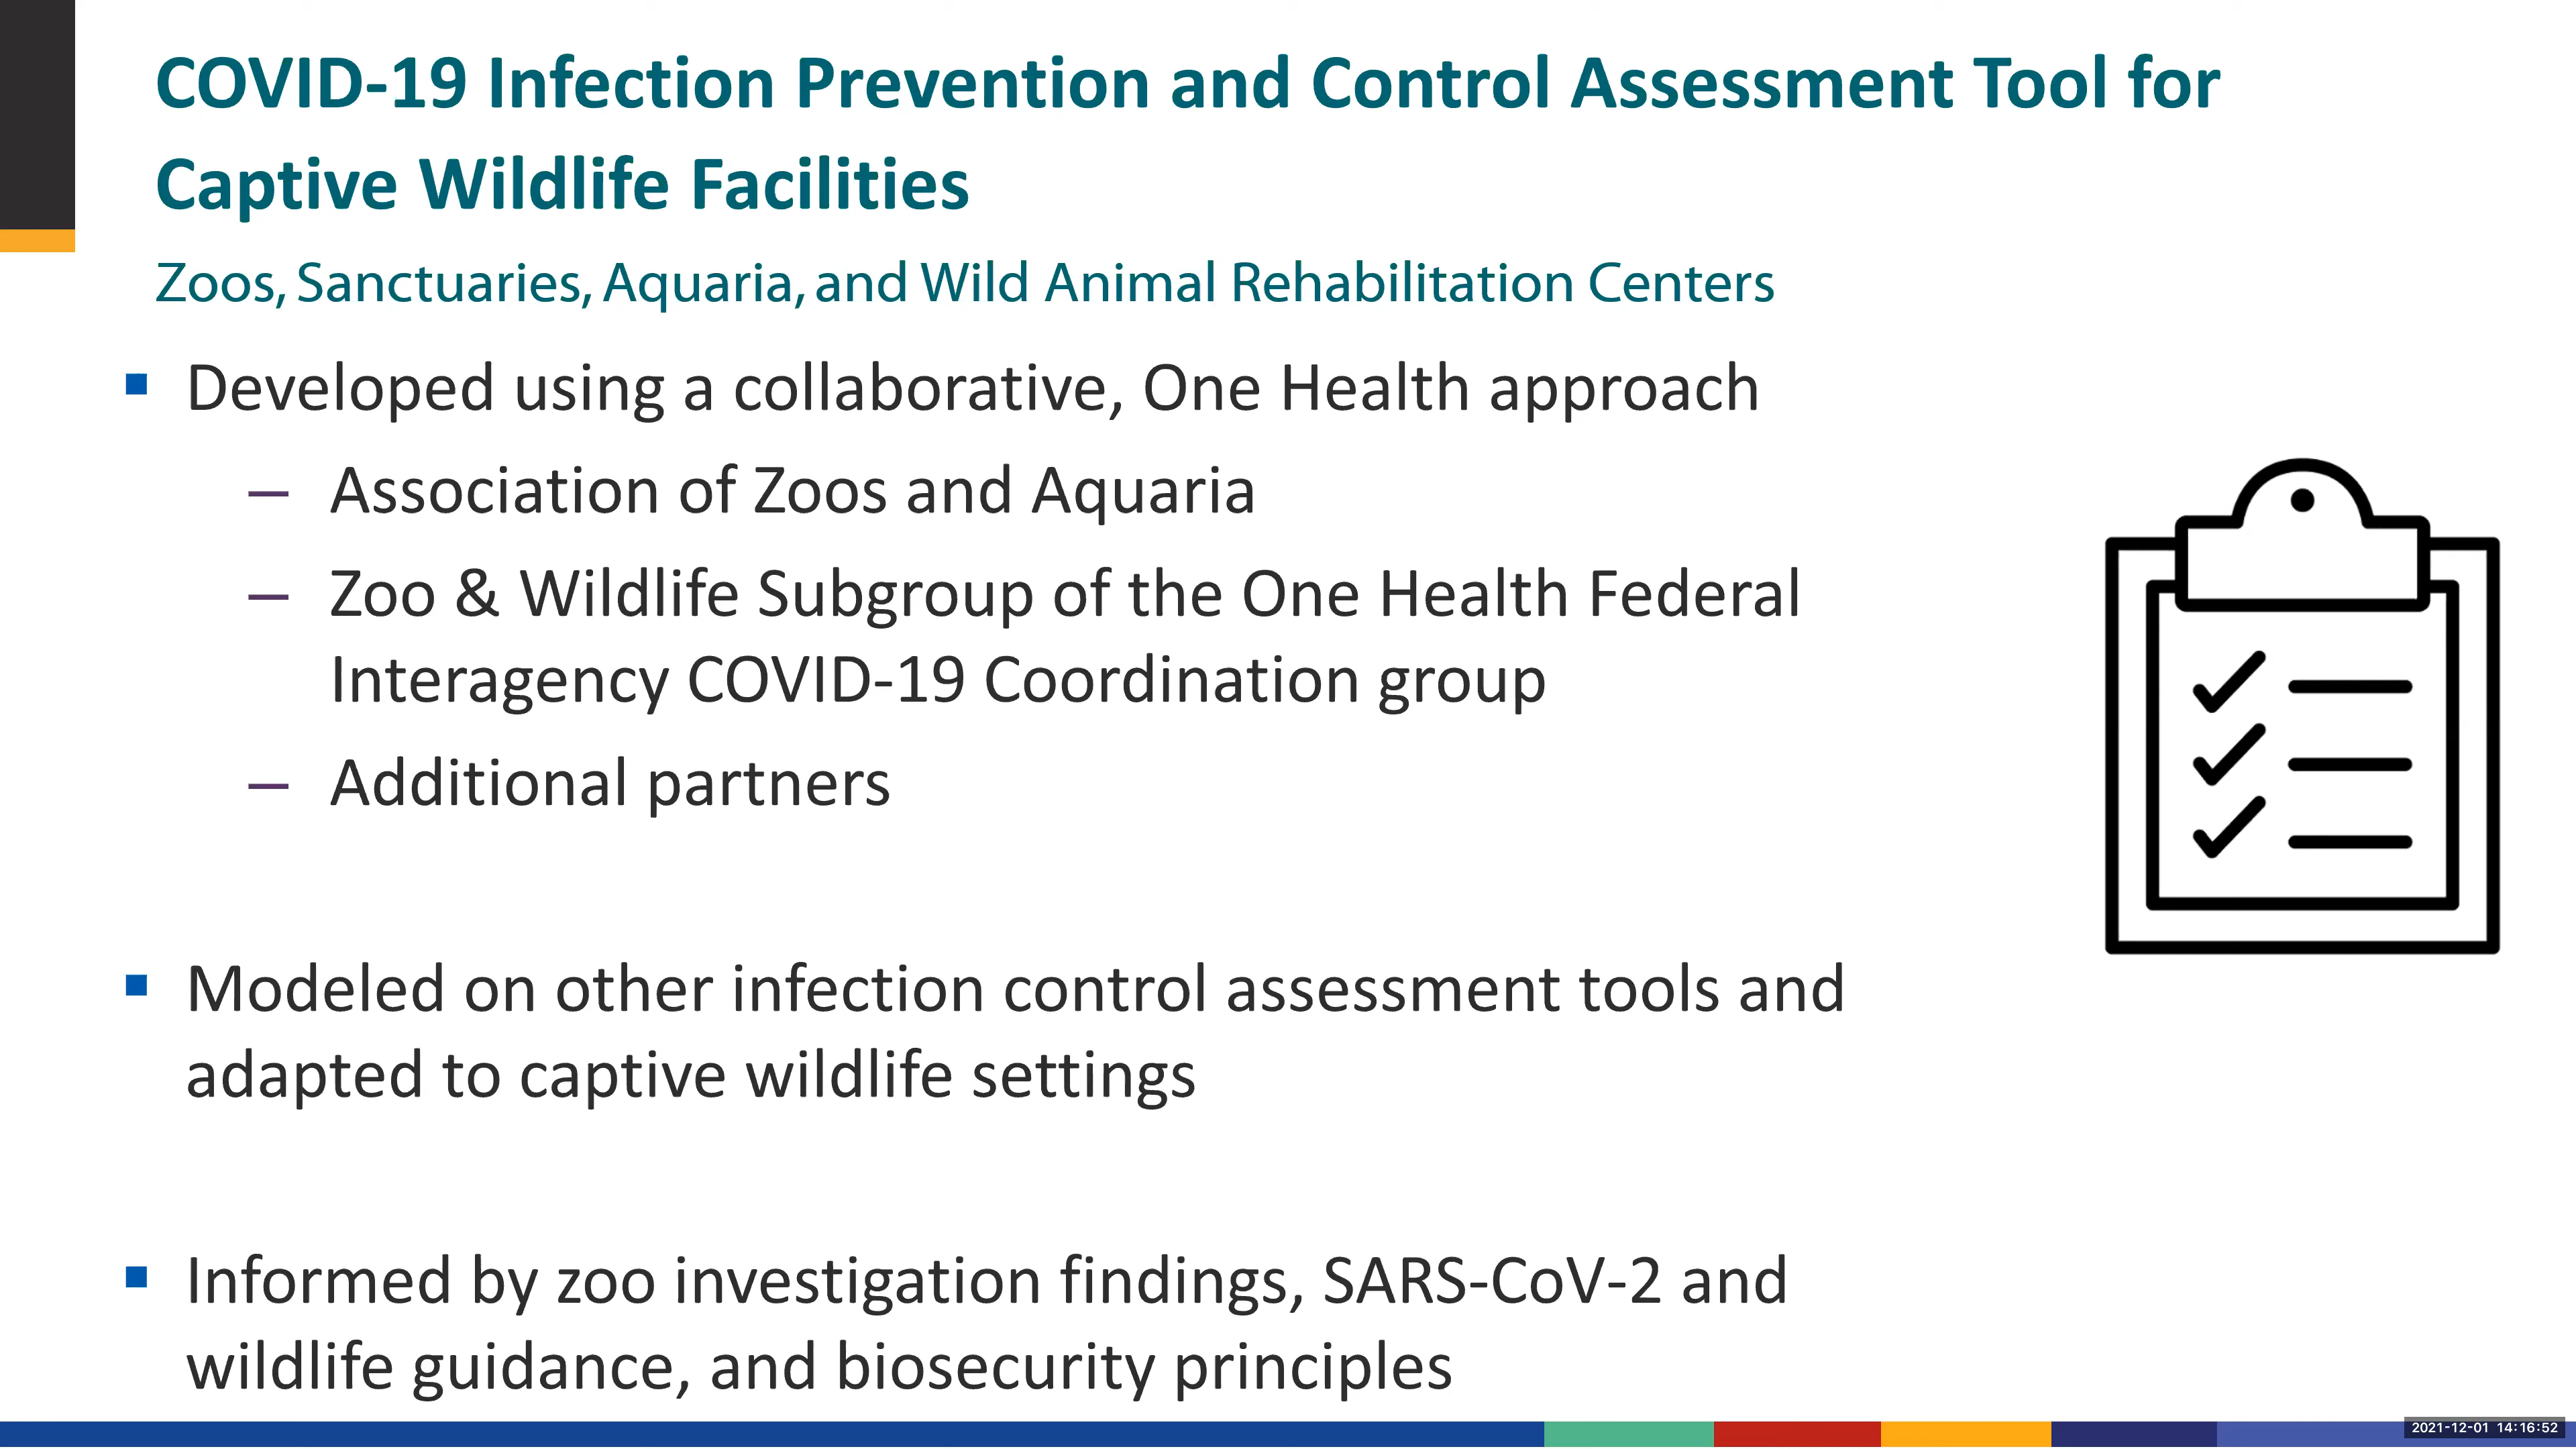 COVID-19 Infection Prevention and Control Assessment Tool for
Captive Wildlife Facilities
Zoos, Sanctuaries, Aquaria, and Wild Animal Rehabilitation Centers
▪ Developed using a collaborative, One Health approach
– Association of Zoos and Aquaria
– Zoo & Wildlife Subgroup of the One Health Federal
Interagency COVID-19 Coordination group
– Additional partners
▪ Modeled on other infection control assessment tools and
adapted to captive wildlife settings
▪ Informed by zoo investigation findings, SARS-CoV-2 and
wildlife guidance, and biosecurity principles
2021-12-01 14:16:52